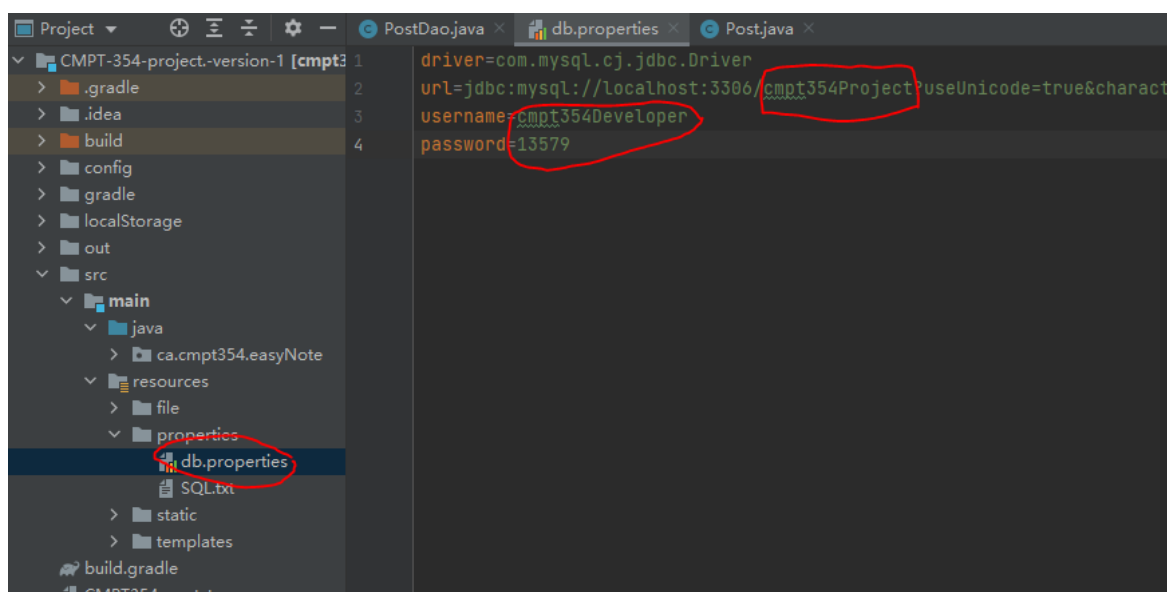 Project
PostDao.java
db.properties
Post.java
CMPT-354-project.-version-1 [cmpt3
.gradle
.idea
build
config
gradle
localStorage
out
src
main
java
ca.cmpt354.easyNote
resources
file
properties
db.properties
SQL.txt
static
templates
build.gradle
1 driver=com.mysql.cj.jdbc.Driver
2 url=jdbc:mysql://localhost:3306/cmpt354Project?useUnicode=true&charact
3 username=cmpt354Developer
4 password=13579